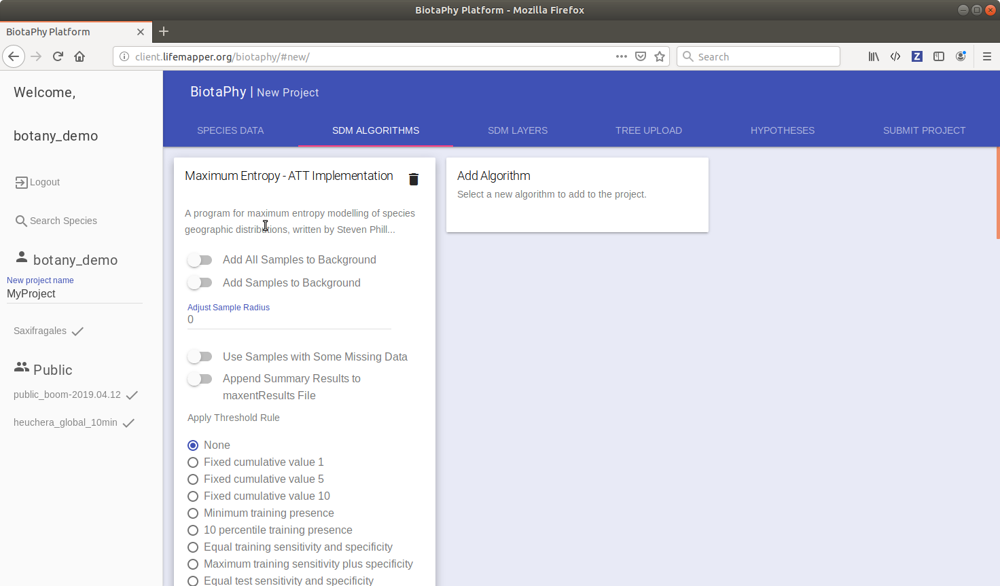 BiotaPhy Platform - Mozilla Firefox
BiotaPhy Platform
client.lifemapper.org/biotaphy/#new/
Search
Z
Welcome,
botany_demo
Logout
Search Species
botany_demo
New project name
MyProject
Saxifragales
Public
public_boom-2019.04.12
heuchera_global_10min
BiotaPhy | New Project
SPECIES DATA
SDM ALGORITHMS
SDM LAYERS
TREE UPLOAD
HYPOTHESES
SUBMIT PROJECT
Maximum Entropy - ATT Implementation
A program for maximum entropy modelling of species
geographic distributions, written by Steven Phill...
Add All Samples to Background
Add Samples to Background
Adjust Sample Radius
0
Use Samples with Some Missing Data
Append Summary Results to
maxentResults File
Apply Threshold Rule
None
Fixed cumulative value 1
Fixed cumulative value 5
Fixed cumulative value 10
Minimum training presence
10 percentile training presence
Equal training sensitivity and specificity
Maximum training sensitivity plus specificity
Equal test sensitivity and specificity
Add Algorithm
Select a new algorithm to add to the project.